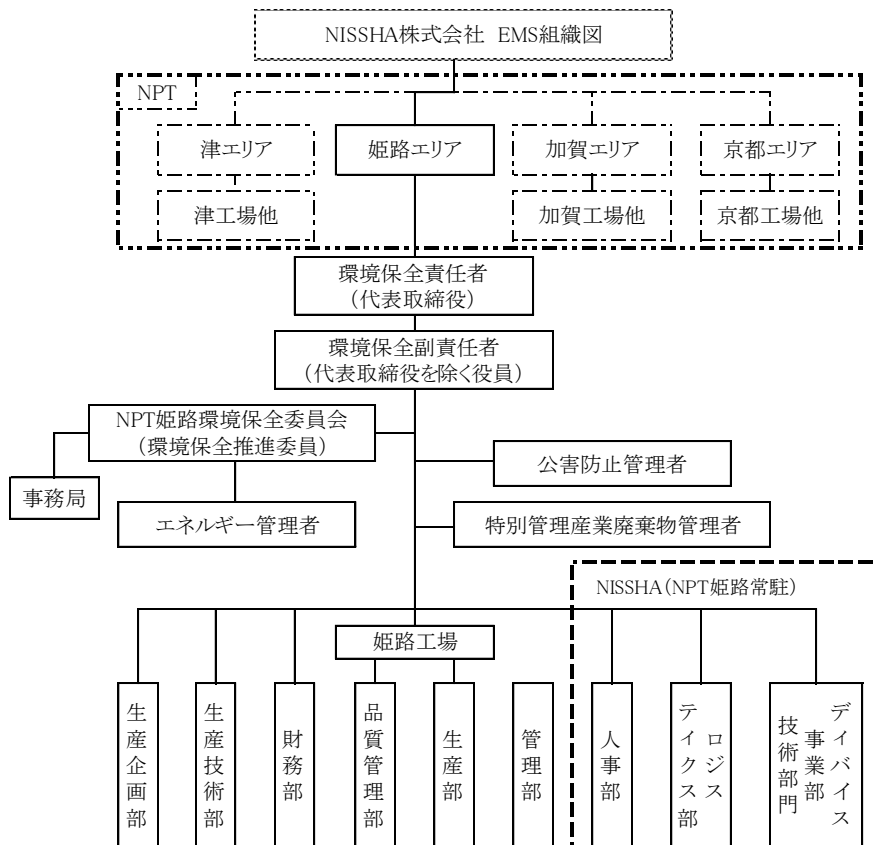 NISSHA株式会社 EMS組織図
NPT
津エリア
姫路エリア
加賀エリア
京都エリア
津工場他
加賀工場他
京都工場他
環境保全責任者
(代表取締役)
環境保全副責任者
(代表取締役を除く役員)
NPT姫路環境保全委員会
(環境保全推進委員)
公害防止管理者
事務局
エネルギー管理者
特別管理産業廃棄物管理者
NISSHA(NPT姫路常駐)
姫路工場
生産企画部
生産技術部
財務部
品質管理部
生産部
管理部
人事部
ロジス
ティクス部
ディバイス
事業部
技術部門